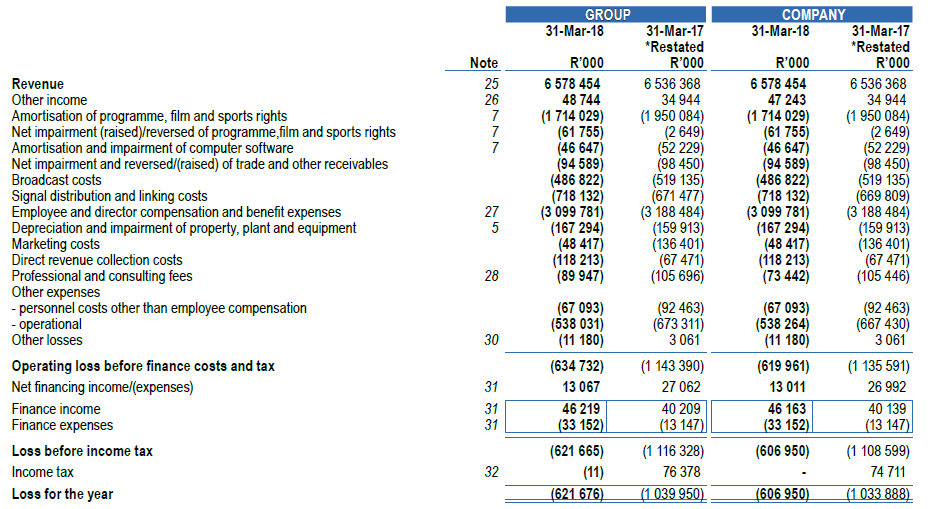 GROUP COMPANY
31-Mar-18 31-Mar-17 31-Mar-18 31-Mar-17
*Restated *Restated
Note R'000 R'000 R'000 R'000
Revenue 25 6 578 454 6 536 368 6 578 454 6 536 368
Other income 26 48 744 34 944 47 243 34 944
Amortisation of programme, film and sports rights 7 (1 714 029) (1 950 084) (1 714 029) (1 950 084)
Net impairment (raised)/reversed of programme,film and sports rights 7 (61 755) (2 649) (61 755) (2 649)
Amortisation and impairment of computer software 7 (46 647) (52 229) (46 647) (52 229)
Net impairment and reversed/(raised) of trade and other receivables (94 589) (98 450) (94 589) (98 450)
Broadcast costs (486 822) (519 135) (486 822) (519 135)
Signal distribution and linking costs (718 132) (671 477) (718 132) (669 809)
Employee and director compensation and benefit expenses 27 (3 099 781) (3 188 484) (3 099 781) (3 188 484)
Depreciation and impairment of property, plant and equipment 5 (167 294) (159 913) (167 294) (159 913)
Marketing costs (48 417) (136 401) (48 417) (136 401)
Direct revenue collection costs (118 213) (67 471) (118 213) (67 471)
Professional and consulting fees 28 (89 947) (105 696) (73 442) (105 446)
Other expenses
- personnel costs other than employee compensation (67 093) (92 463) (67 093) (92 463)
- operational (538 031) (673 311) (538 264) (667 430)
Other losses 30 (11 180) 3 061 (11 180) 3 061
Operating loss before finance costs and tax (634 732) (1 143 390) (619 961) (1 135 591)
Net financing income/(expenses) 31 13 067 27 062 13 011 26 992
Finance income 31 46 219 40 209 46 163 40 139
Finance expenses 31 (33 152) (13 147) (33 152) (13 147)
Loss before income tax (621 665) (1 116 328) (606 950) (1 108 599)
Income tax 32 (11) 76 378 - 74 711
Loss for the year (621 676) (1 039 950) (606 950) (1 033 888)